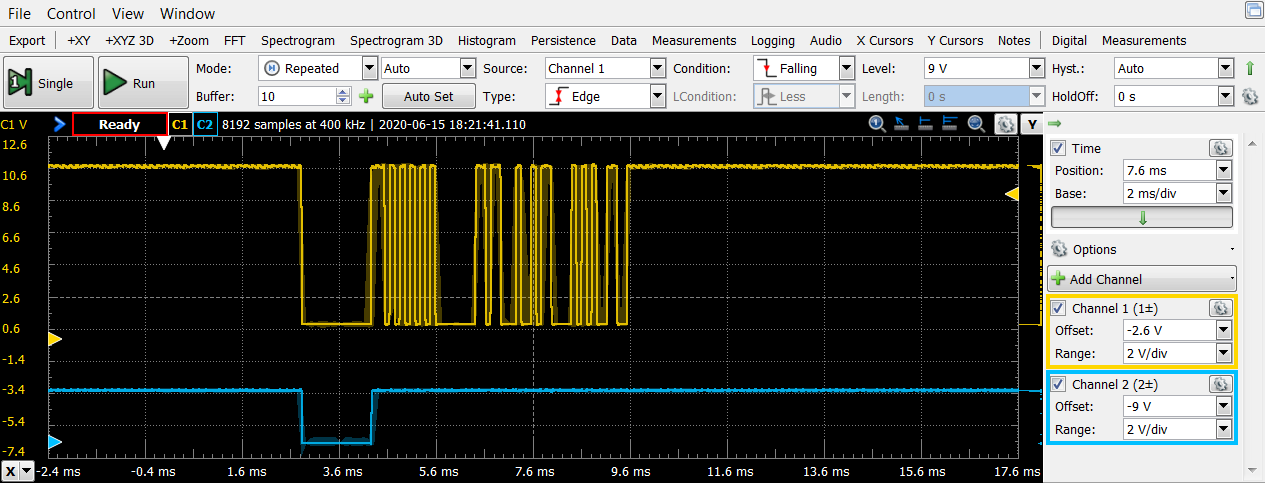 File Control View Window
Export +XY +XYZ 3D +Zoom FFT Spectrogram Spectrogram 3D Histogram Persistence Data Measurements Logging Audio X Cursors Y Cursors Notes Digital Measurements
1 Single Run Mode: Repeated Auto Source: Channel 1 Condition: Falling Level: 9 V Hyst.: Auto
Buffer: 10 Auto Set Type: Edge LCondition: Less Length: 0 s HoldOff: 0 s
C1 V Ready C1 C2 8192 samples at 400 kHz | 2020-06-15 18:21:41.110 Y
12.6
10.6
8.6
6.6
4.6
2.6
0.6
-1.4
-3.4
-5.4
-7.4
X -2.4 ms -0.4 ms 1.6 ms 3.6 ms 5.6 ms 7.6 ms 9.6 ms 11.6 ms 13.6 ms 15.6 ms 17.6 ms
Time
Position: 7.6 ms
Base: 2 ms/div
Options
Add Channel
Channel 1 (1±)
Offset: -2.6 V
Range: 2 V/div
Channel 2 (2±)
Offset: -9 V
Range: 2 V/div